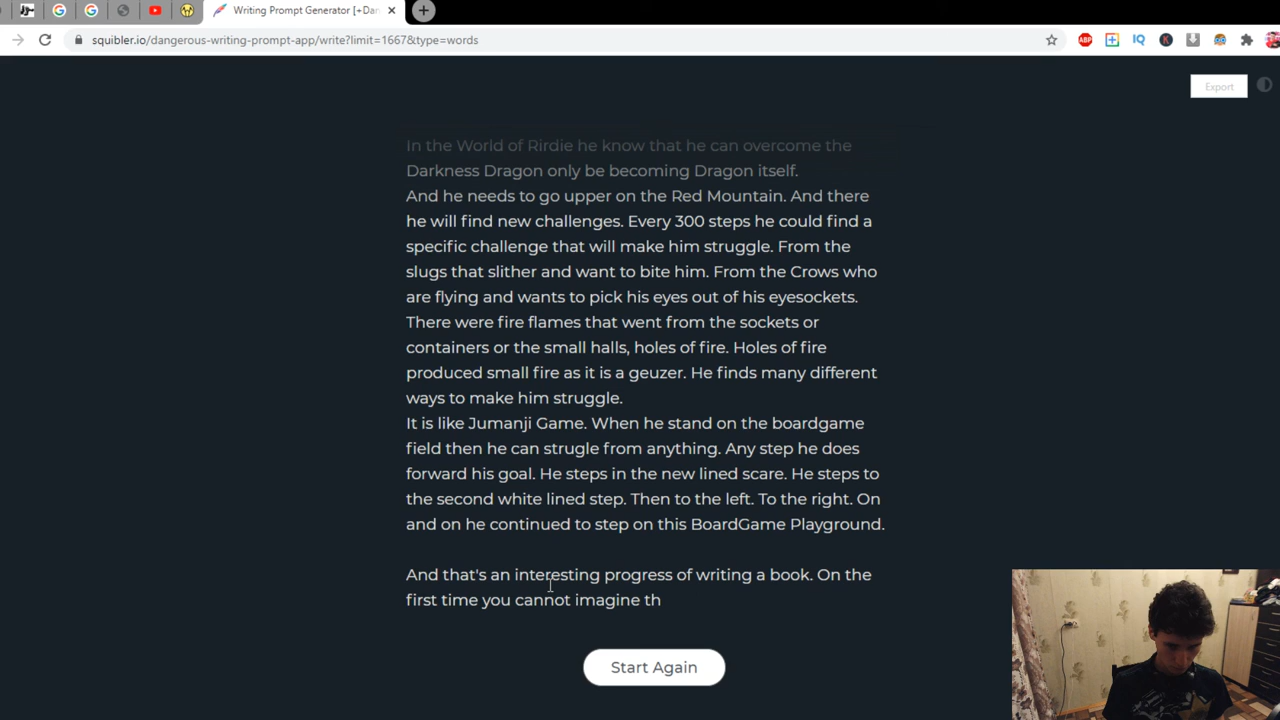 Writing Prompt Generator [+Dan
squibler.io/dangerous-writing-prompt-app/write?limit=1667&type=words
ABP
IQ
K
Export
In the World of Rirdie he know that he can overcome the
Darkness Dragon only be becoming Dragon itself.
And he needs to go upper on the Red Mountain. And there
he will find new challenges. Every 300 steps he could find a
specific challenge that will make him struggle. From the
slugs that slither and want to bite him. From the Crows who
are flying and wants to pick his eyes out of his eyesockets.
There were fire flames that went from the sockets or
containers or the small halls, holes of fire. Holes of fire
produced small fire as it is a geuzer. He finds many different
ways to make him struggle.
It is like Jumanji Game. When he stand on the boardgame
field then he can strugle from anything. Any step he does
forward his goal. He steps in the new lined scare. He steps to
the second white lined step. Then to the left. To the right. On
and on he continued to step on this BoardGame Playground.
And that's an interesting progress of writing a book. On the
first time you cannot imagine th
Start Again